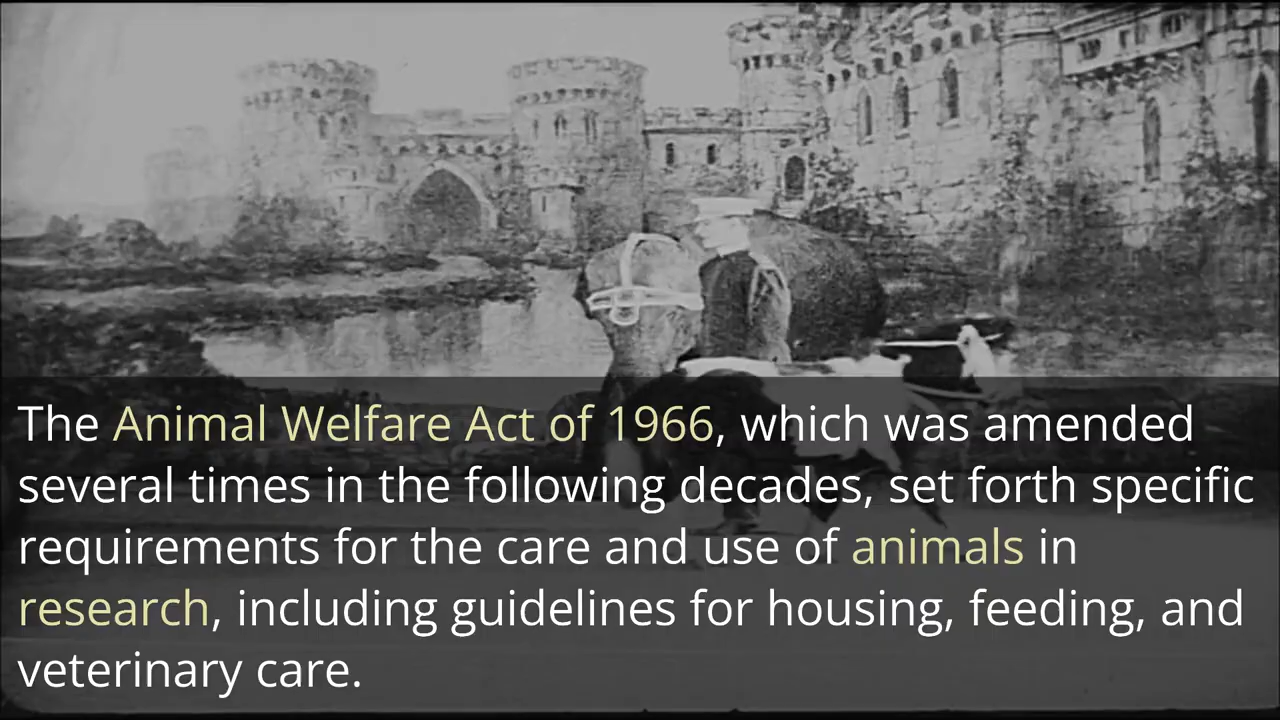 The Animal Welfare Act of 1966, which was amended
several times in the following decades, set forth specific
requirements for the care and use of animals in
research, including guidelines for housing, feeding, and
veterinary care.